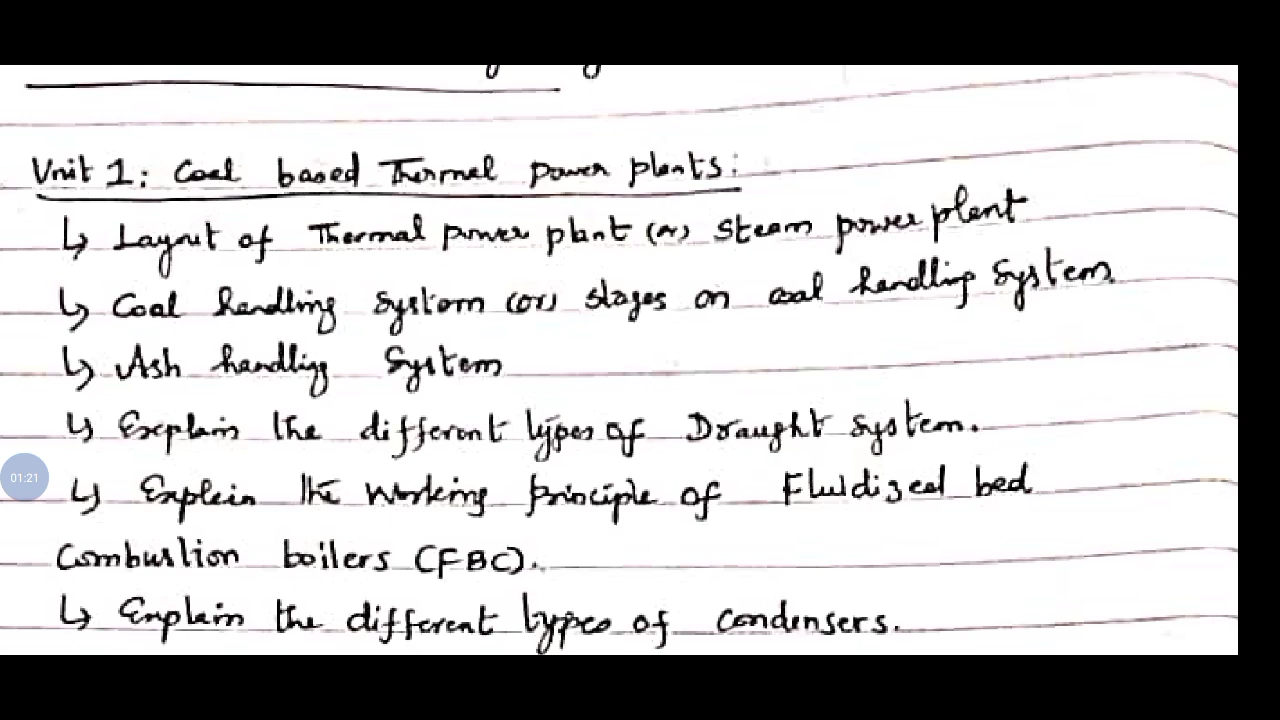 Unit 1: Coal based Thermal power plants:
↳ Layout of Thermal power plant (or) Steam power plant
↳ Coal handling system (or) stages on coal handling system.
↳ Ash handling system
↳ Explain the different types of Draught system.
01:21
↳ Explain the working principle of Fluidized bed
Combustion boilers (FBC).
↳ Explain the different types of condensers.